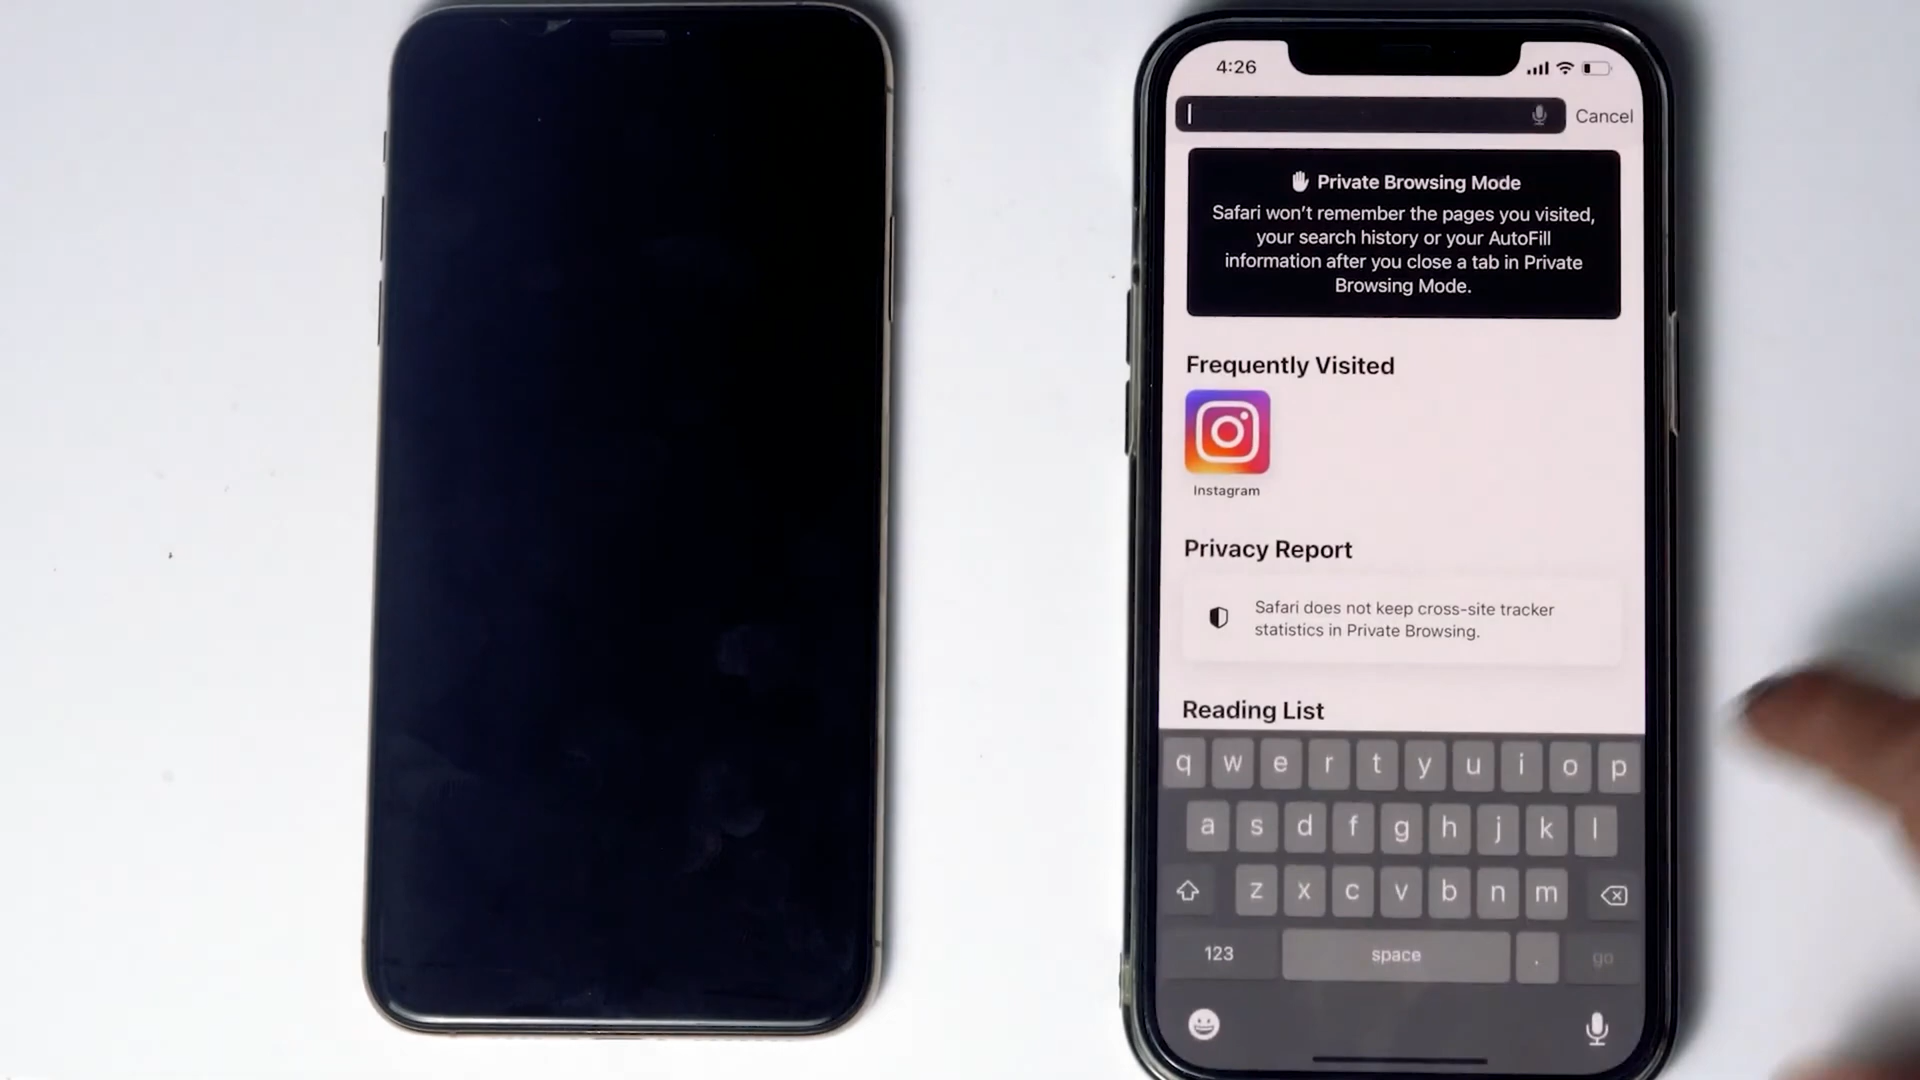 4:26
Cancel
Private Browsing Mode
Safari won't remember the pages you visited,
your search history or your AutoFill
information after you close a tab in Private
Browsing Mode.
Frequently Visited
Instagram
Privacy Report
Safari does not keep cross-site tracker
statistics in Private Browsing.
Reading List
q w e r t y u i o p
a s d f g h j k l
z x c v b n m
123 space . go